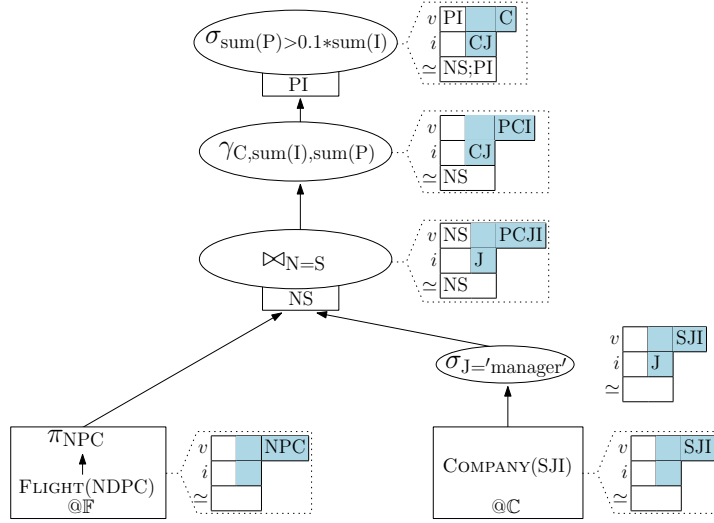 σsum(P)>0.1*sum(I)
PI
v PI C
i CJ
≃ NS;PI
γC,sum(I),sum(P)
v PCI
i CJ
≃ NS
⋈N=S
NS
v NS PCJI
i J
≃ NS
σJ='manager'
v SJI
i J
≃
πNPC
FLIGHT(NDPC)
@𝔽
v NPC
i
≃
COMPANY(SJI)
@ℂ
v SJI
i
≃